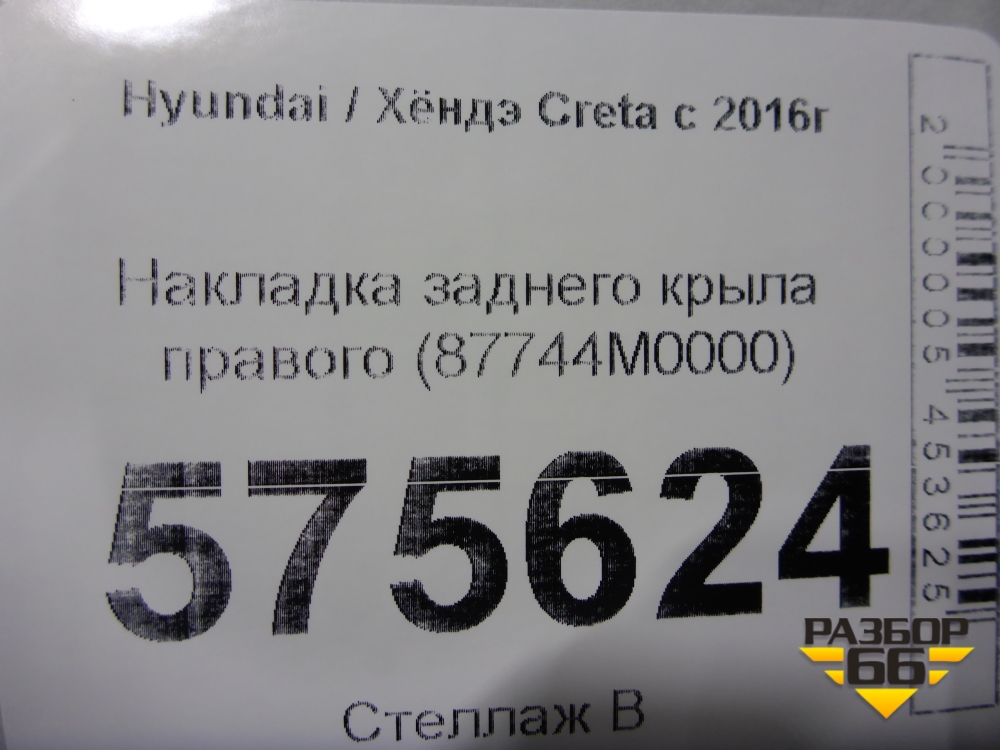 Hyundai / Хёндэ Creta с 2016г
Накладка заднего крыла
правого (87744M0000)
575624
Стеллаж В
2000005453625
РАЗБОР
66